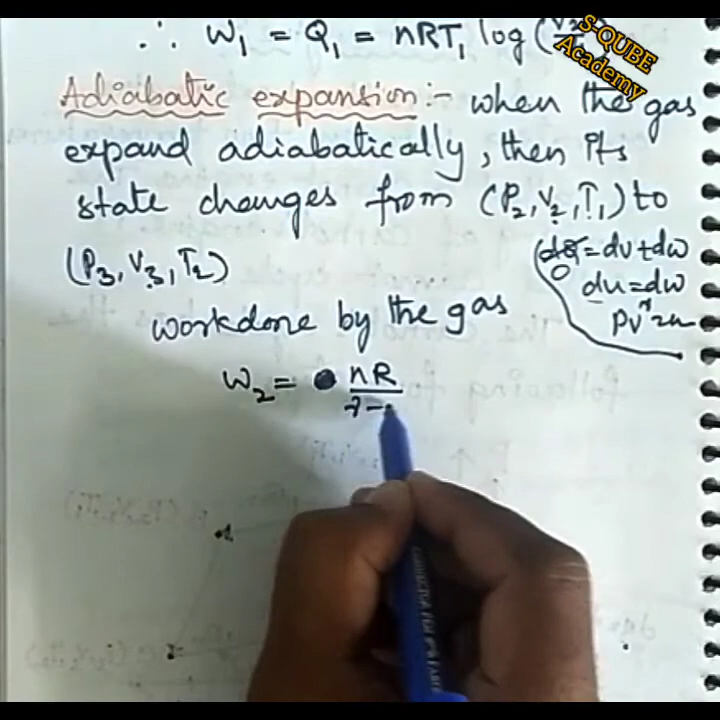 ∴ W₁ = Q₁ = nRT₁ log (V₂
S-QUBE
Academy
Adiabatic expansion :- when the gas
expand adiabatically, then its
state changes from (P₂, V₂, T₁) to
(P₃, V₃, T₂)
dQ = du + dw
0
du = dw
workdone by the gas
W₂ = nR
γ-